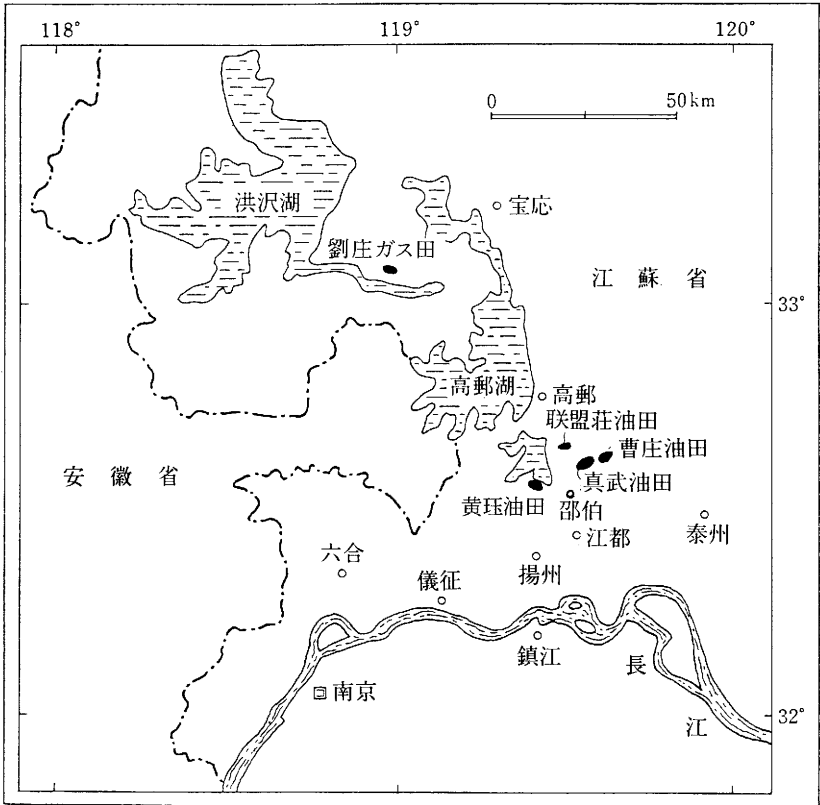 118°
119°
120°
0
50km
洪沢湖
宝応
劉庄ガス田
江蘇省
33°
高郵湖
高郵
联盟荘油田
曹庄油田
安徽省
真武油田
黄珏油田
邵伯
泰州
江都
六合
揚州
儀征
鎮江
長江
南京
32°